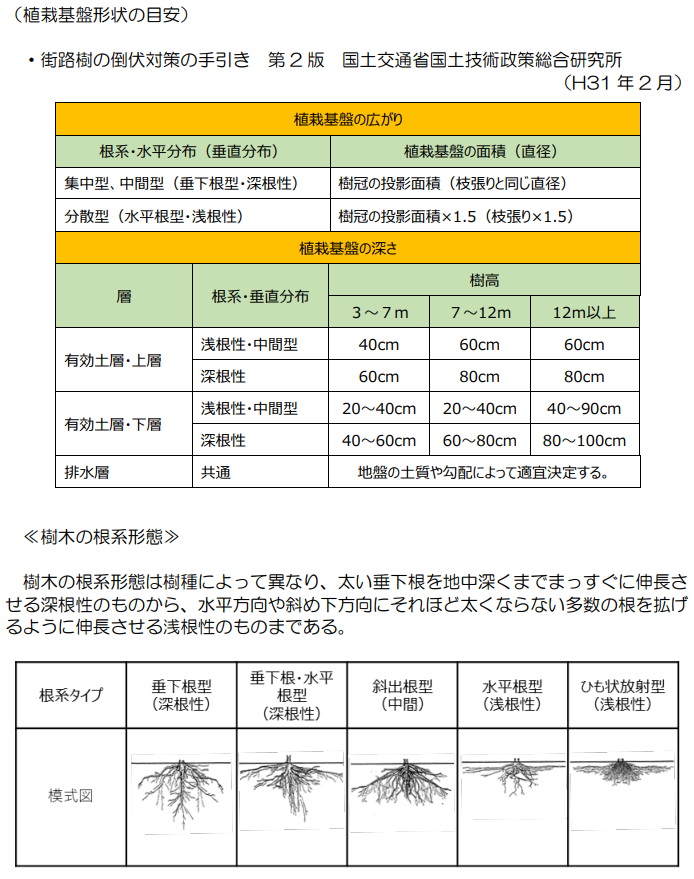 （植栽基盤形状の目安）
・街路樹の倒伏対策の手引き　第２版　国土交通省国土技術政策総合研究所
（H31 年 2 月）
植栽基盤の広がり
根系・水平分布（垂直分布）　植栽基盤の面積（直径）
集中型、中間型（垂下根型・深根性）　樹冠の投影面積（枝張りと同じ直径）
分散型（水平根型・浅根性）　樹冠の投影面積×1.5（枝張り×1.5）
植栽基盤の深さ
層　根系・垂直分布　樹高
３～７ｍ　７～12m　12m以上
有効土層・上層　浅根性・中間型　40cm　60cm　60cm
深根性　60cm　80cm　80cm
有効土層・下層　浅根性・中間型　20～40cm　20～40cm　40～90cm
深根性　40～60cm　60～80cm　80～100cm
排水層　共通　地盤の土質や勾配によって適宜決定する。
≪樹木の根系形態≫
樹木の根系形態は樹種によって異なり、太い垂下根を地中深くまでまっすぐに伸長さ
せる深根性のものから、水平方向や斜め下方向にそれほど太くならない多数の根を拡げ
るように伸長させる浅根性のものまである。
根系タイプ　垂下根型（深根性）　垂下根・水平根型（深根性）　斜出根型（中間）　水平根型（浅根性）　ひも状放射型（浅根性）
模式図